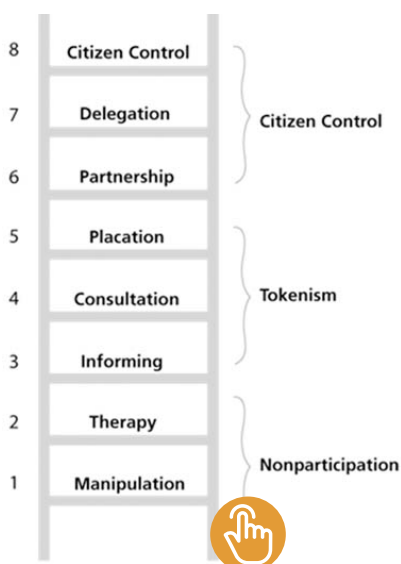 8 Citizen Control
7 Delegation
Citizen Control
6 Partnership
5 Placation
4 Consultation
Tokenism
3 Informing
2 Therapy
Nonparticipation
1 Manipulation